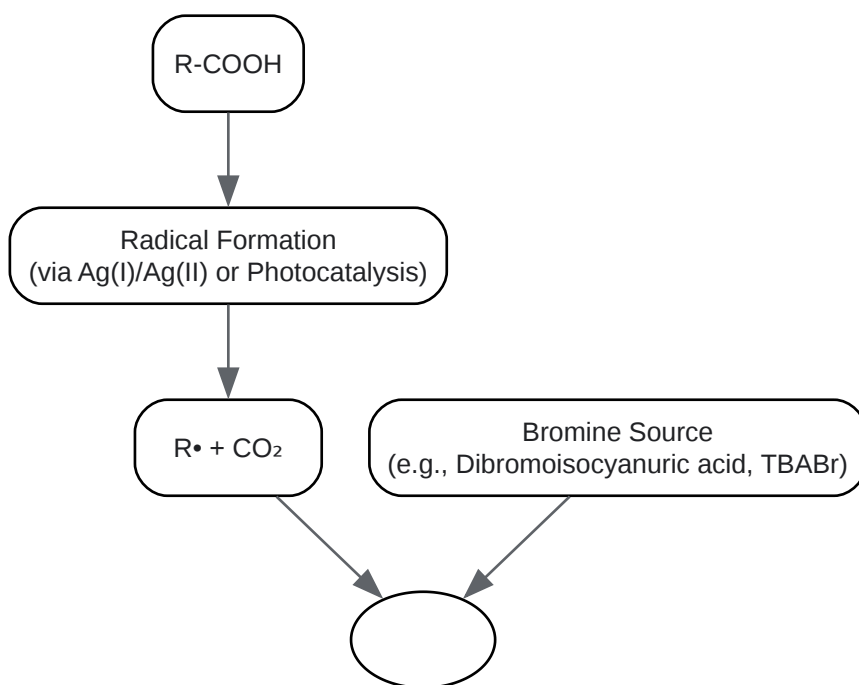 R-COOH
Radical Formation
(via Ag(I)/Ag(II) or Photocatalysis)
R• + CO₂
Bromine Source
(e.g., Dibromoisocyanuric acid, TBABr)